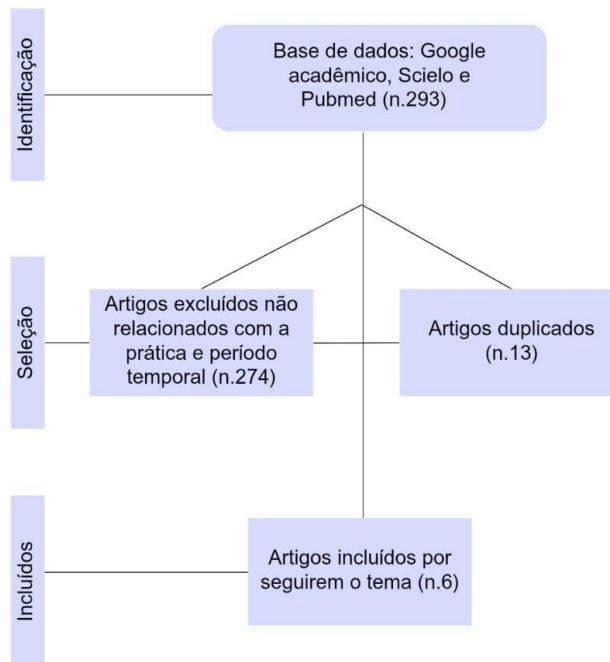 Identificação
Base de dados: Google
acadêmico, Scielo e
Pubmed (n.293)
Seleção
Artigos excluídos não
relacionados com a
prática e período
temporal (n.274)
Artigos duplicados
(n.13)
Incluídos
Artigos incluídos por
seguirem o tema (n.6)